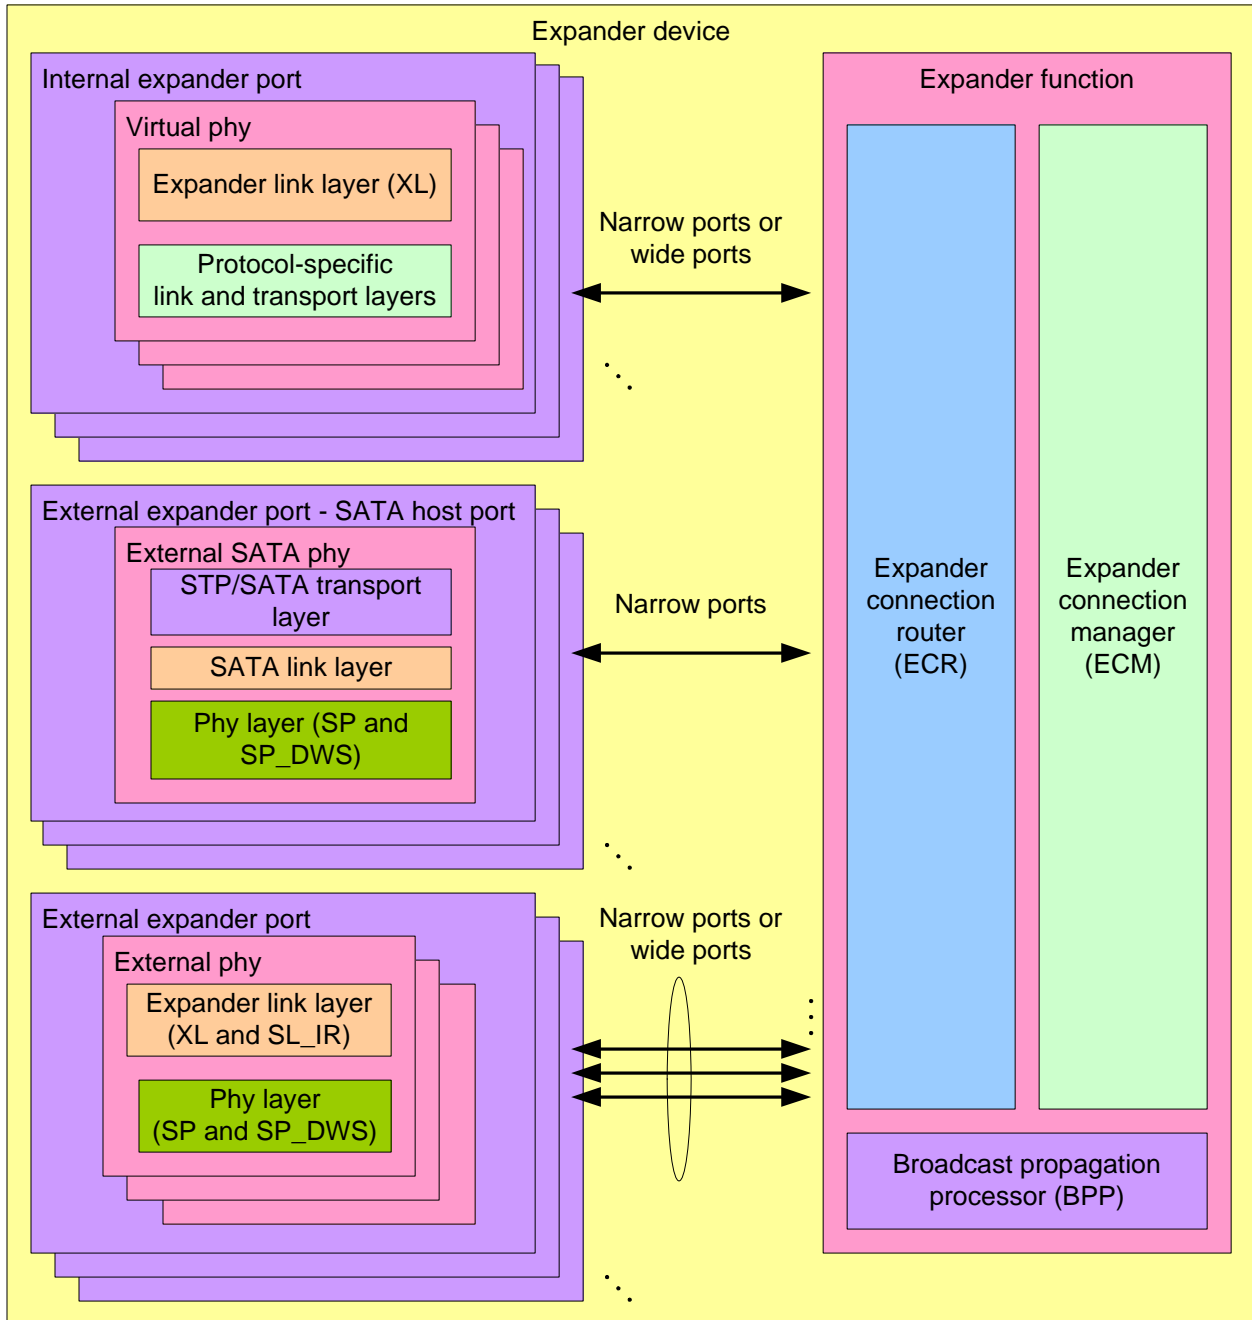 Expander device
Internal expander port
Virtual phy
Expander link layer (XL)
Protocol-specific
link and transport layers
Narrow ports or
wide ports
External expander port - SATA host port
External SATA phy
STP/SATA transport
layer
SATA link layer
Phy layer (SP and
SP_DWS)
Narrow ports
External expander port
External phy
Expander link layer
(XL and SL_IR)
Phy layer
(SP and SP_DWS)
Narrow ports or
wide ports
Expander function
Expander
connection
router
(ECR)
Expander
connection
manager
(ECM)
Broadcast propagation
processor (BPP)